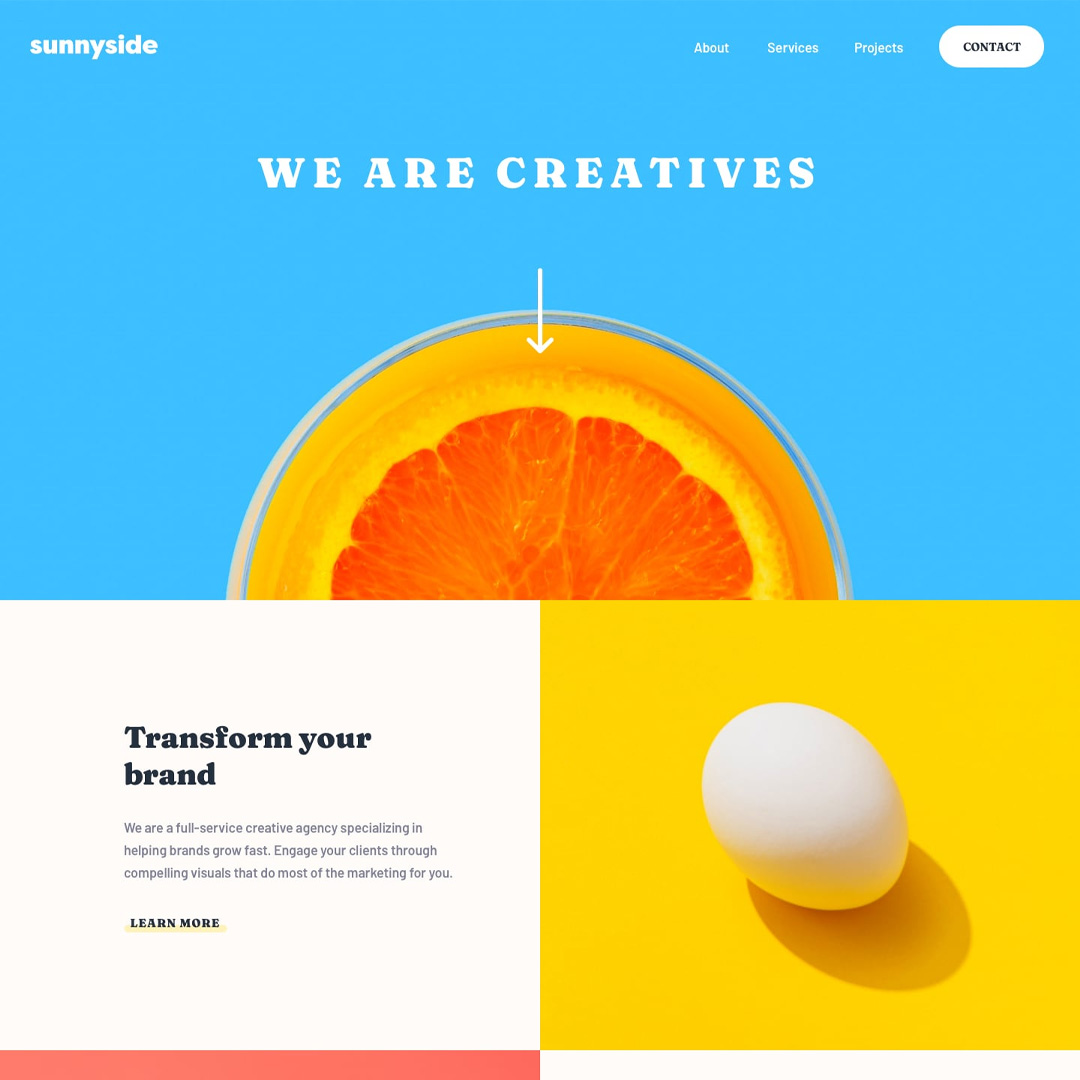 sunnyside
About Services Projects CONTACT
WE ARE CREATIVES
Transform your
brand
We are a full-service creative agency specializing in
helping brands grow fast. Engage your clients through
compelling visuals that do most of the marketing for you.
LEARN MORE